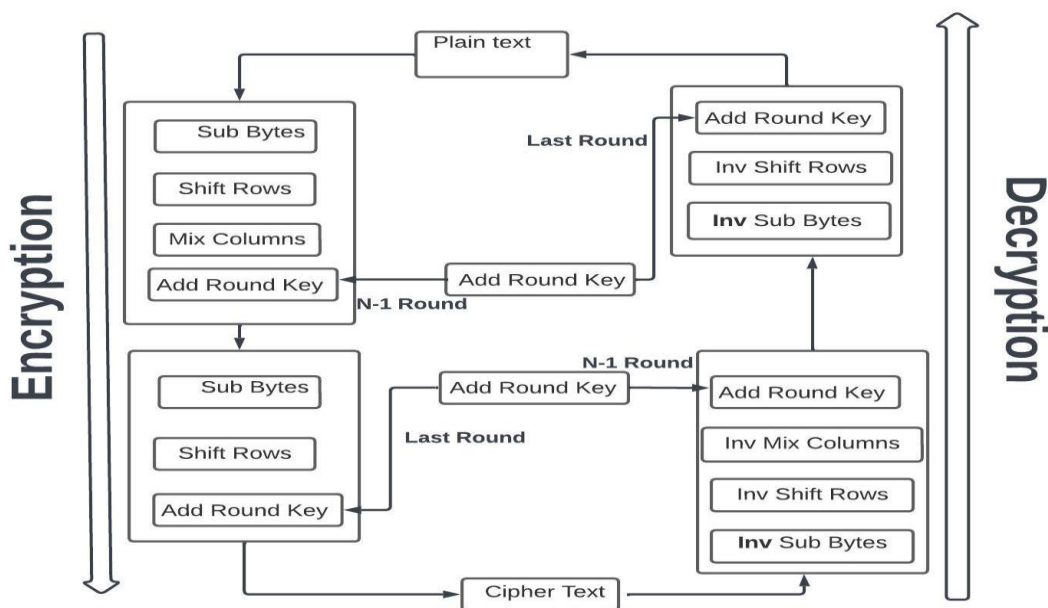 Encryption
Plain text
Sub Bytes
Shift Rows
Mix Columns
Add Round Key
N-1 Round
Add Round Key
Last Round
Add Round Key
Inv Shift Rows
Inv Sub Bytes
Sub Bytes
Shift Rows
Add Round Key
Last Round
Add Round Key
N-1 Round
Add Round Key
Inv Mix Columns
Inv Shift Rows
Inv Sub Bytes
Cipher Text
Decryption